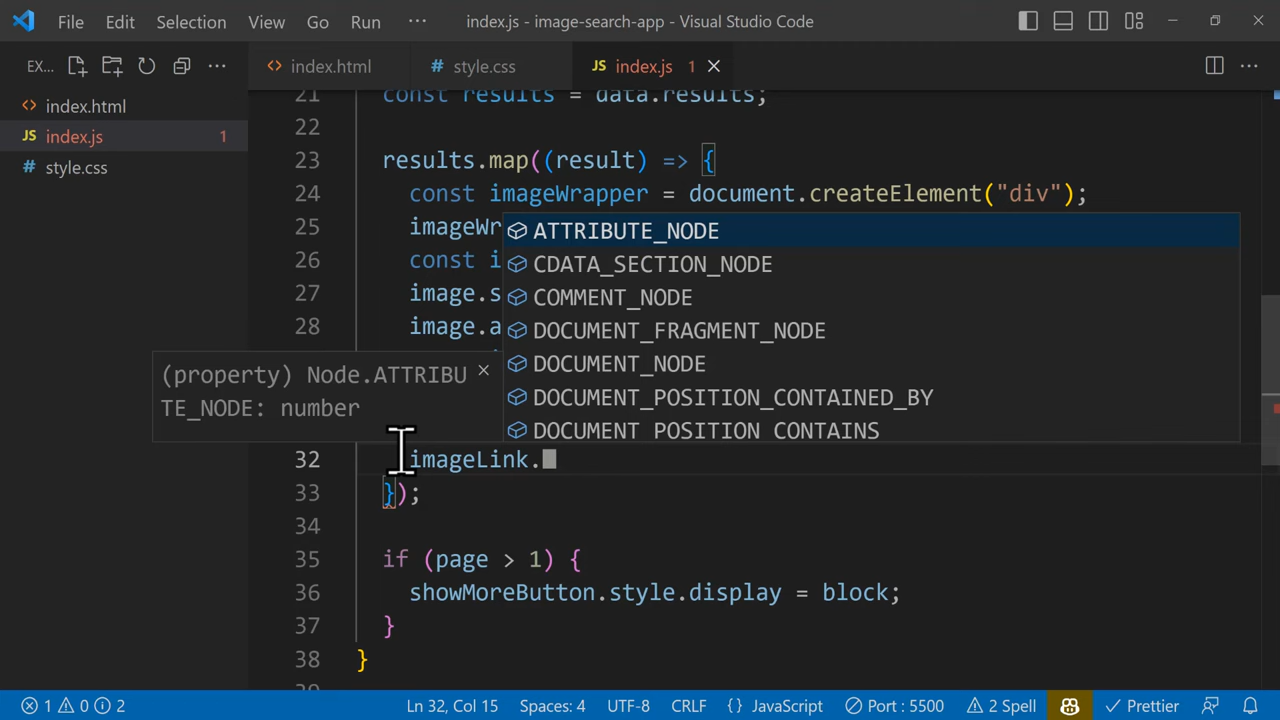 File Edit Selection View Go Run ··· index.js - image-search-app - Visual Studio Code
EX... ··· index.html style.css JS index.js 1
index.html
JS index.js 1
style.css
21 const results = data.results;
22
23 results.map((result) => {
24 const imageWrapper = document.createElement("div");
25 imageWr
ATTRIBUTE_NODE
26 const i
CDATA_SECTION_NODE
27 image.s
COMMENT_NODE
28 image.a
DOCUMENT_FRAGMENT_NODE
DOCUMENT_NODE
DOCUMENT_POSITION_CONTAINED_BY
DOCUMENT_POSITION_CONTAINS
(property) Node.ATTRIBU
TE_NODE: number
32 imageLink.
33 });
34
35 if (page > 1) {
36 showMoreButton.style.display = block;
37 }
38 }
1 0 2 Ln 32, Col 15 Spaces: 4 UTF-8 CRLF {} JavaScript Port : 5500 2 Spell Prettier